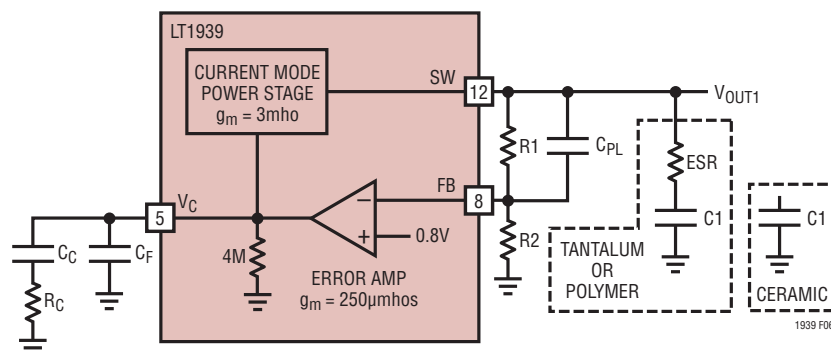 LT1939
CURRENT MODE
POWER STAGE
gm = 3mho
SW
12
VOUT1
R1
CPL
ESR
C1
C1
VC
5
FB
8
0.8V
–
+
CC
CF
4M
R2
RC
ERROR AMP
gm = 250µmhos
TANTALUM
OR
POLYMER
CERAMIC
1939 F06